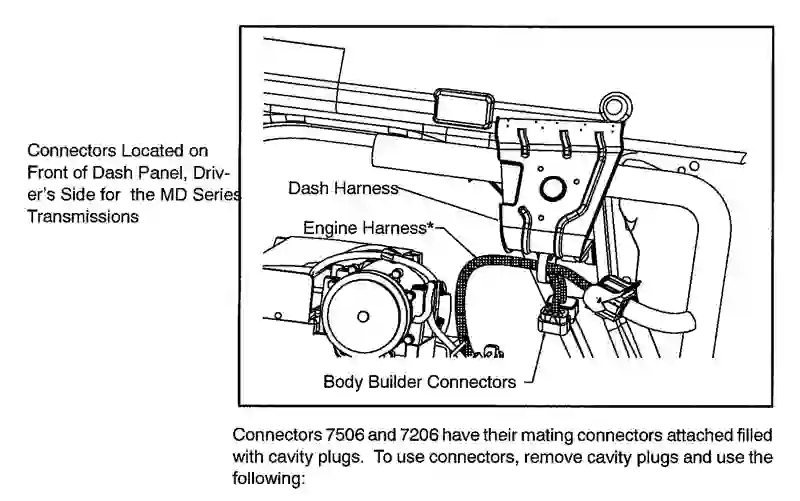 Connectors Located on
Front of Dash Panel, Driv-
er's Side for the MD Series
Transmissions
Dash Harness
Engine Harness*
Body Builder Connectors
Connectors 7506 and 7206 have their mating connectors attached filled
with cavity plugs. To use connectors, remove cavity plugs and use the
following: